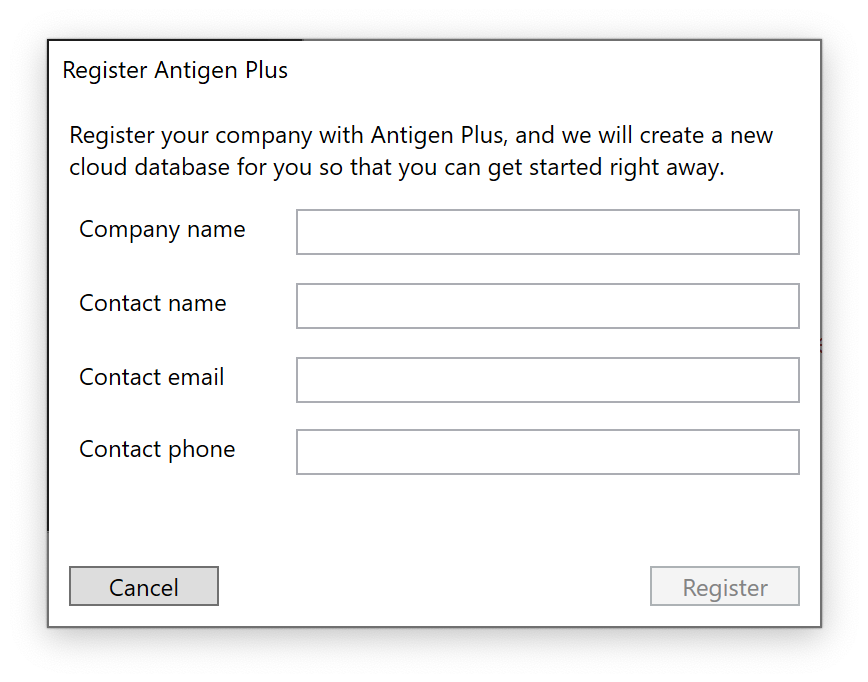 Register Antigen Plus
Register your company with Antigen Plus, and we will create a new
cloud database for you so that you can get started right away.
Company name
Contact name
Contact email
Contact phone
Cancel
Register